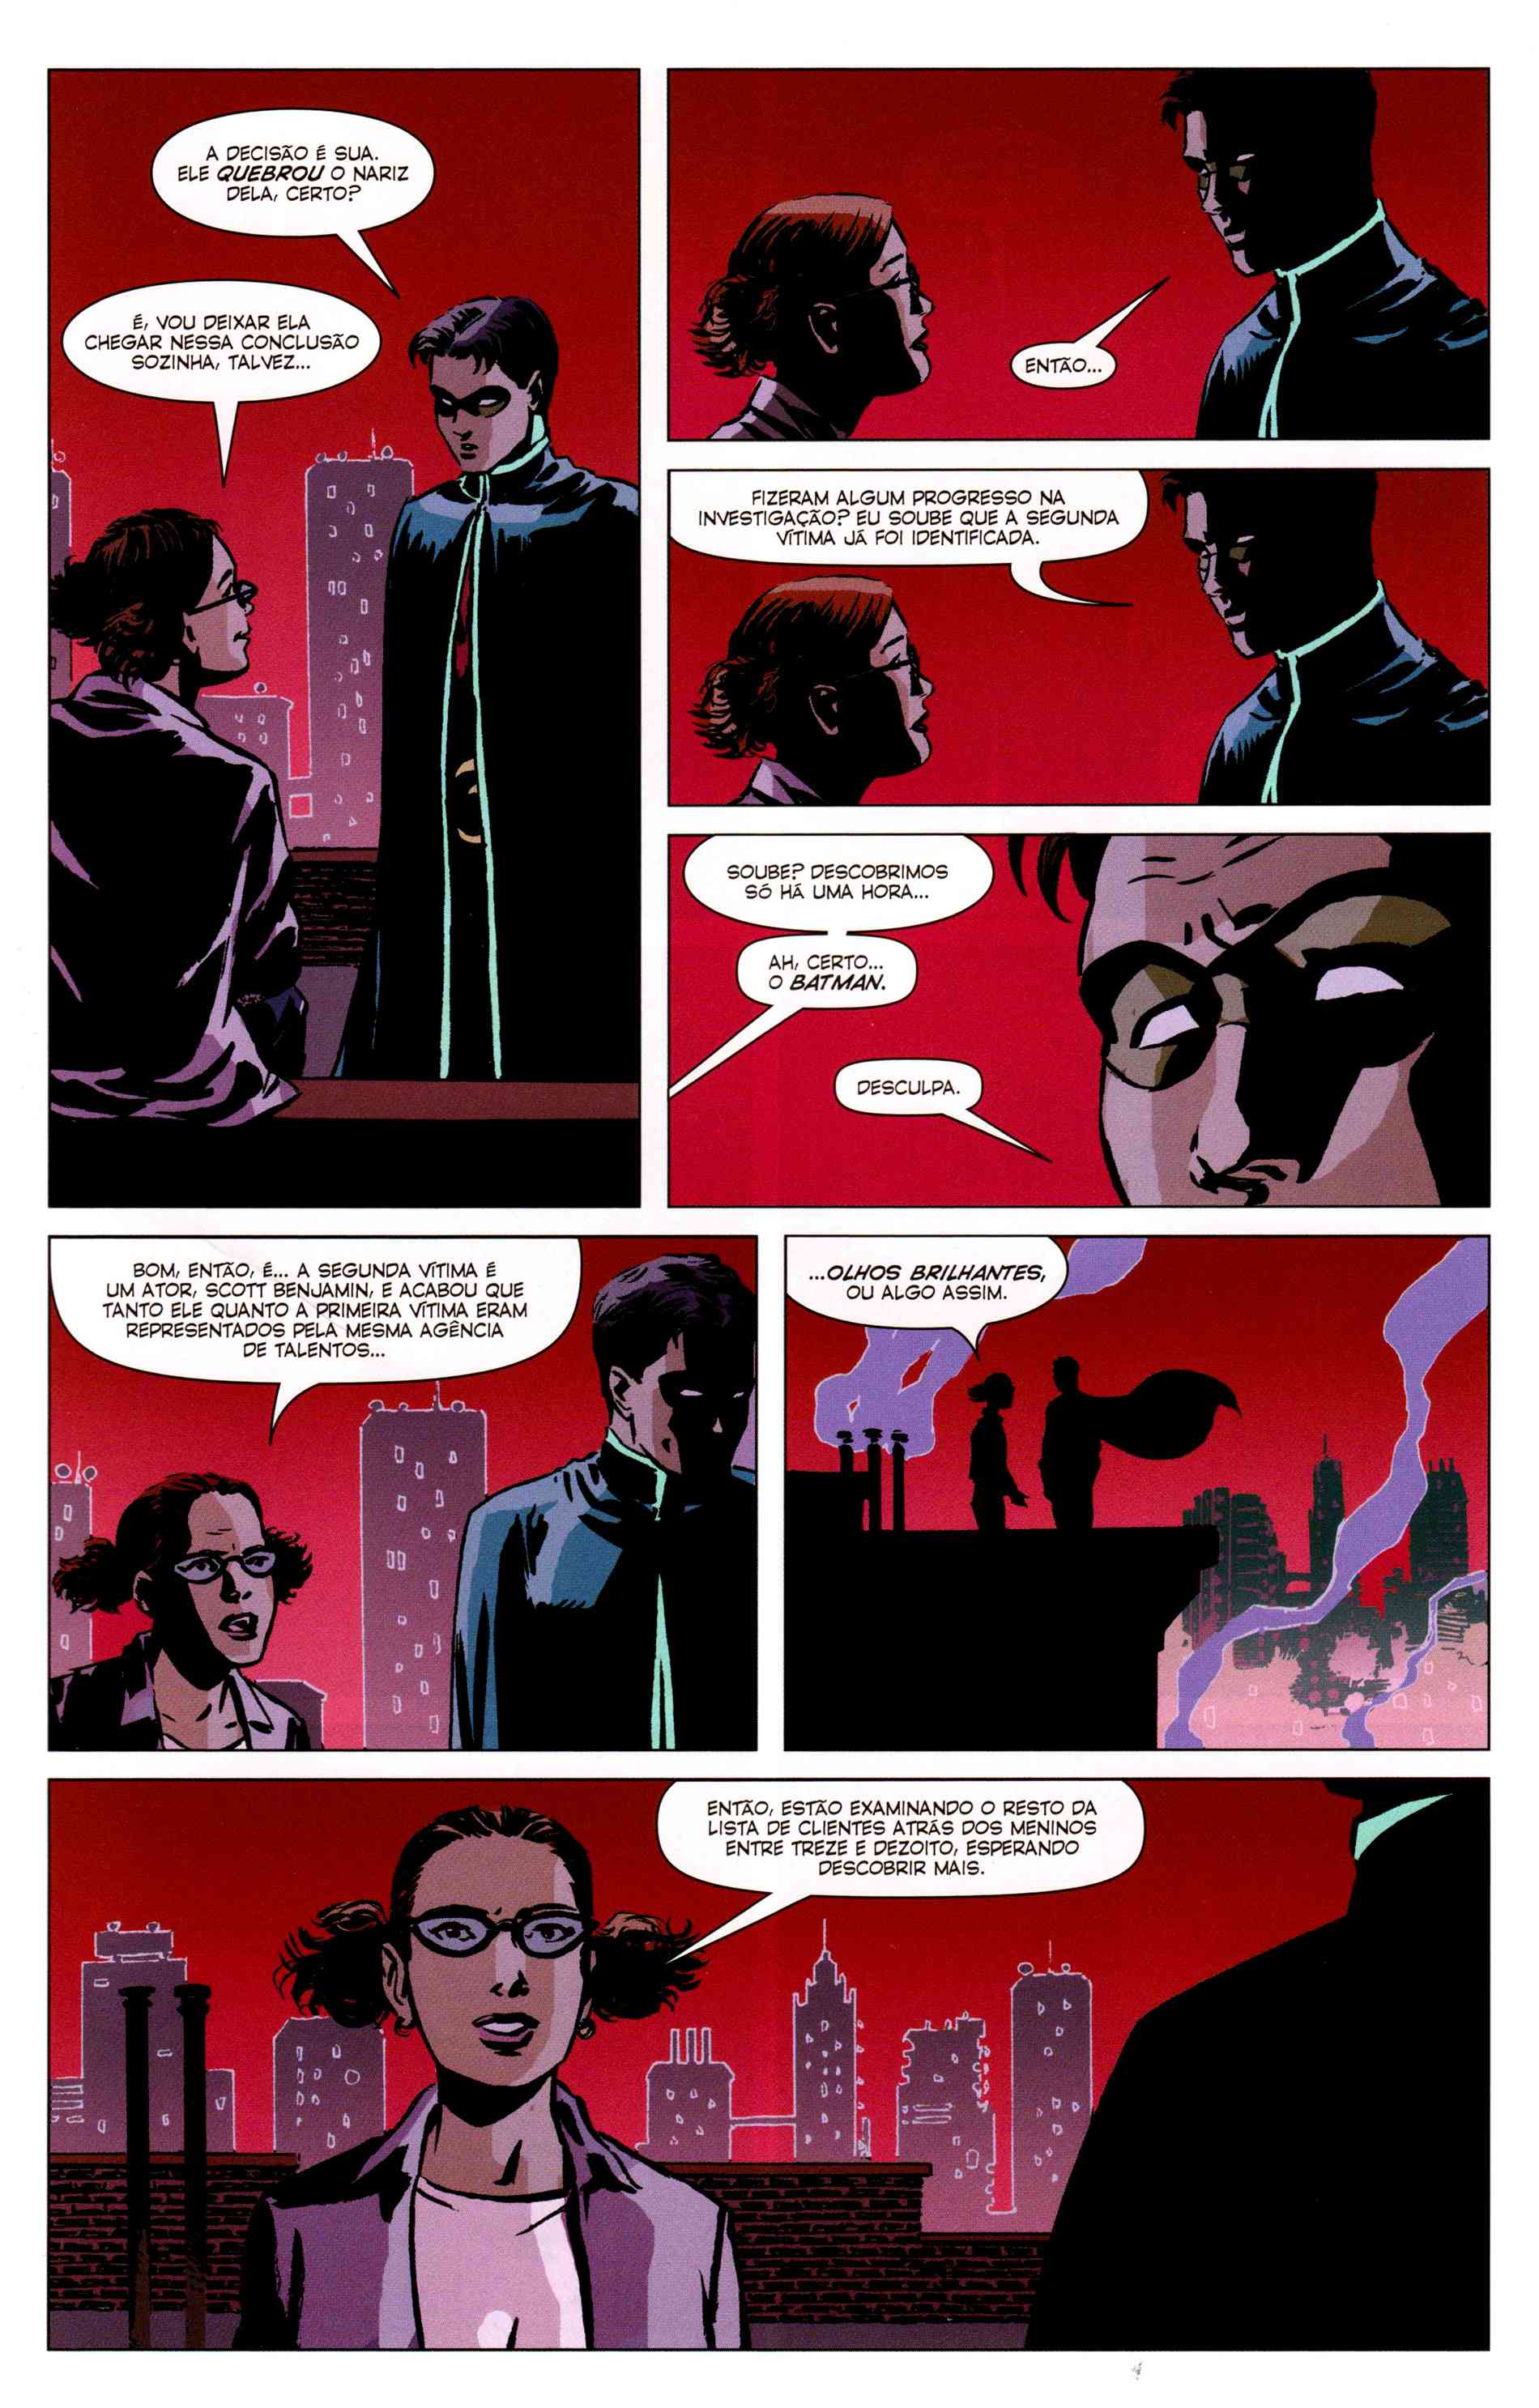 A DECISÃO É SUA.
ELE QUEBROU O NARIZ
DELA, CERTO?
É, VOU DEIXAR ELA
CHEGAR NESSA CONCLUSÃO
SOZINHA, TALVEZ...
ENTÃO...
FIZERAM ALGUM PROGRESSO NA
INVESTIGAÇÃO? EU SOUBE QUE A SEGUNDA
VÍTIMA JÁ FOI IDENTIFICADA.
SOUBE? DESCOBRIMOS
SÓ HÁ UMA HORA...
AH, CERTO...
O BATMAN.
DESCULPA.
BOM, ENTÃO, É... A SEGUNDA VÍTIMA É
UM ATOR, SCOTT BENJAMIN, E ACABOU QUE
TANTO ELE QUANTO A PRIMEIRA VÍTIMA ERAM
REPRESENTADOS PELA MESMA AGÊNCIA
DE TALENTOS...
...OLHOS BRILHANTES,
OU ALGO ASSIM.
ENTÃO, ESTÃO EXAMINANDO O RESTO DA
LISTA DE CLIENTES ATRÁS DOS MENINOS
ENTRE TREZE E DEZOITO, ESPERANDO
DESCOBRIR MAIS.